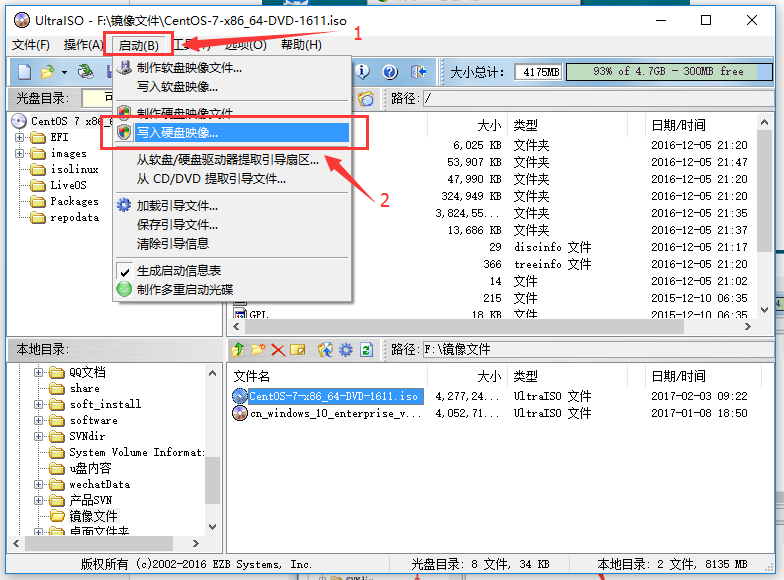 UltraISO - F:\镜像文件\CentOS-7-x86_64-DVD-1611.iso
文件(F) 操作(A) 启动(B) 选项(O) 帮助(H)
1
大小总计: 4175MB 93% of 4.7GB - 300MB free
光盘目录: 可
路径: /
制作软盘映像文件...
写入软盘映像...
制作硬盘映像文件
写入硬盘映像...
从软盘/硬盘驱动器提取引导扇区...
从 CD/DVD 提取引导文件...
加载引导文件...
保存引导文件...
清除引导信息
生成启动信息表
制作多重启动光碟
2
CentOS 7 x86_6
EFI
images
isolinux
LiveOS
Packages
repodata
大小 类型 日期/时间
6,025 KB 文件夹 2016-12-05 21:20
53,907 KB 文件夹 2016-12-05 21:47
47,990 KB 文件夹 2016-12-05 21:20
324,949 KB 文件夹 2016-12-05 21:20
3,824,55... 文件夹 2016-12-05 21:35
13,686 KB 文件夹 2016-12-05 21:37
29 discinfo 文件 2016-12-05 21:17
366 treeinfo 文件 2016-12-05 21:20
14 文件 2016-12-05 21:21
215 文件 2015-12-10 06:35
GPL 18 KB 文件 2015-12-10 06:35
本地目录:
路径: F:\镜像文件
QQ文档
share
soft_install
software
SVNdir
System Volume Informat:
u盘内容
wechatData
产品SVN
镜像文件
桌面文件夹
文件名 大小 类型 日期/时间
CentOS-7-x86_64-DVD-1611.iso 4,277,24... UltraISO 文件 2017-02-03 09:22
cn_windows_10_enterprise_v... 4,052,71... UltraISO 文件 2017-01-08 18:50
版权所有 (c)2002-2016 EZB Systems, Inc. 光盘目录: 8 文件, 34 KB 本地目录: 2 文件, 8135 MB